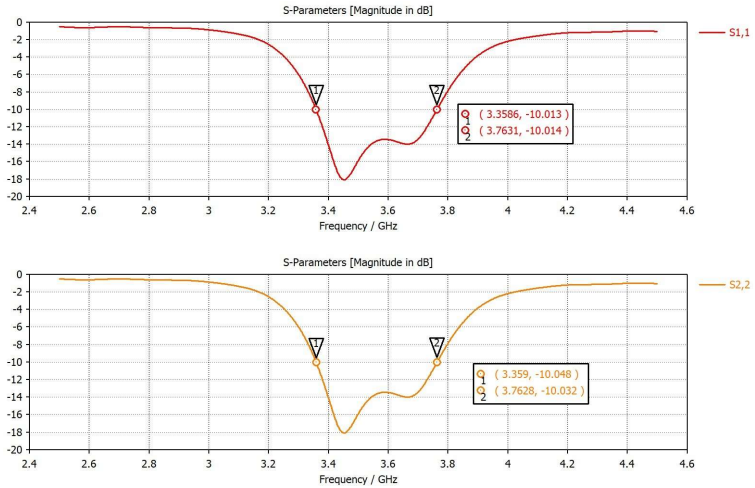 S-Parameters [Magnitude in dB]
0
-2
-4
-6
-8
-10
-12
-14
-16
-18
-20
2.4 2.6 2.8 3 3.2 3.4 3.6 3.8 4 4.2 4.4 4.6
Frequency / GHz
S1,1
1
2
1 ( 3.3586, -10.013 )
2 ( 3.7631, -10.014 )
S-Parameters [Magnitude in dB]
0
-2
-4
-6
-8
-10
-12
-14
-16
-18
-20
2.4 2.6 2.8 3 3.2 3.4 3.6 3.8 4 4.2 4.4 4.6
Frequency / GHz
S2,2
1
2
1 ( 3.359, -10.048 )
2 ( 3.7628, -10.032 )